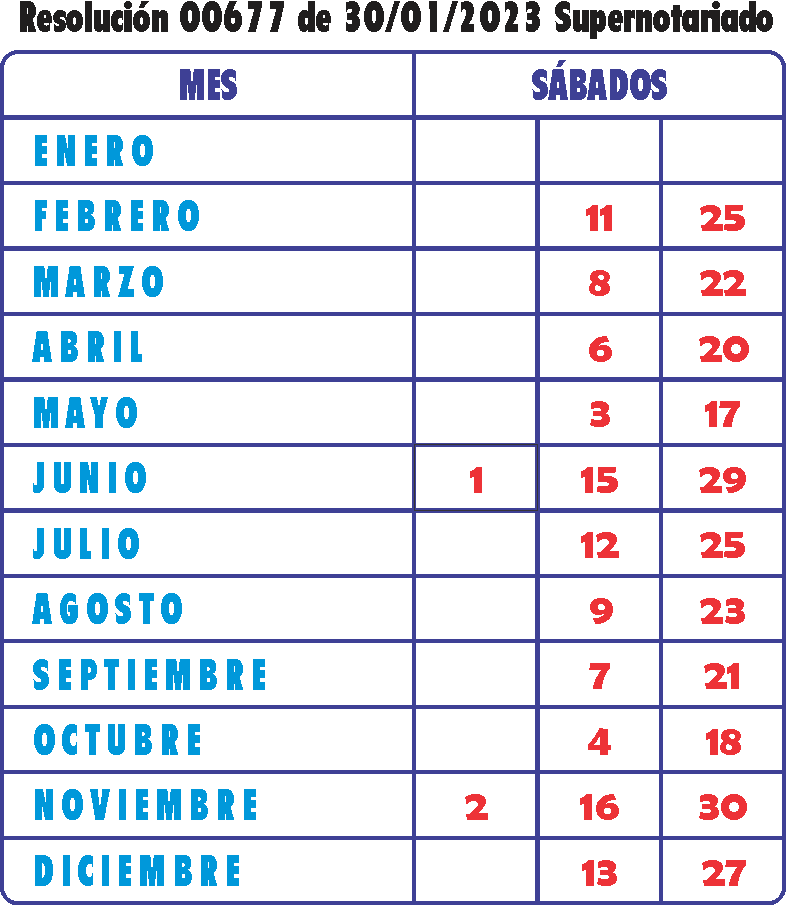 Resolución 00677 de 30/01/2023 Supernotariado
MES SÁBADOS
ENERO
FEBRERO 11 25
MARZO 8 22
ABRIL 6 20
MAYO 3 17
JUNIO 1 15 29
JULIO 12 25
AGOSTO 9 23
SEPTIEMBRE 7 21
OCTUBRE 4 18
NOVIEMBRE 2 16 30
DICIEMBRE 13 27